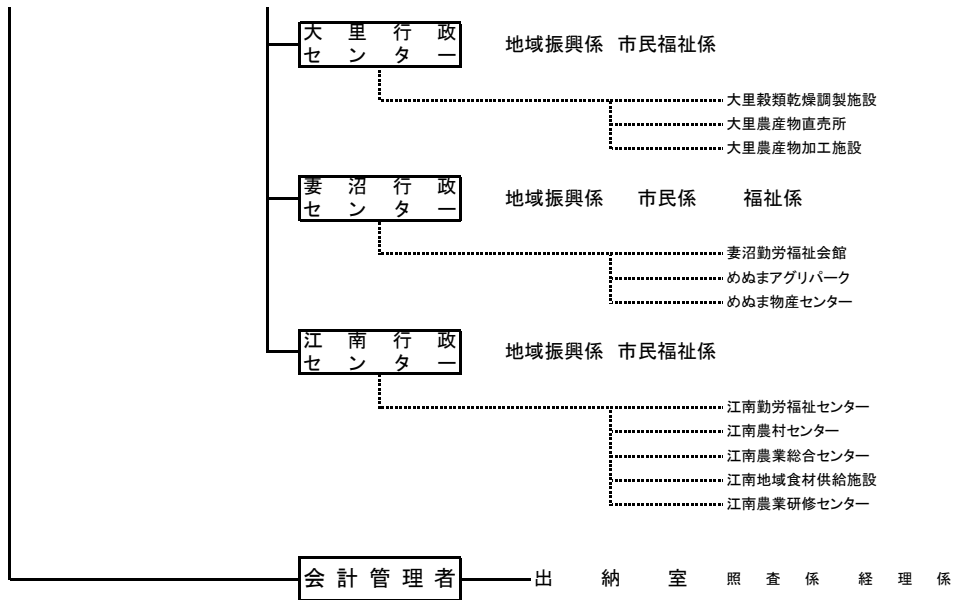 大里行政
センター
地域振興係 市民福祉係
大里穀類乾燥調製施設
大里農産物直売所
大里農産物加工施設
妻沼行政
センター
地域振興係 市民係 福祉係
妻沼勤労福祉会館
めぬまアグリパーク
めぬま物産センター
江南行政
センター
地域振興係 市民福祉係
江南勤労福祉センター
江南農村センター
江南農業総合センター
江南地域食材供給施設
江南農業研修センター
会計管理者 出納室 照査係 経理係